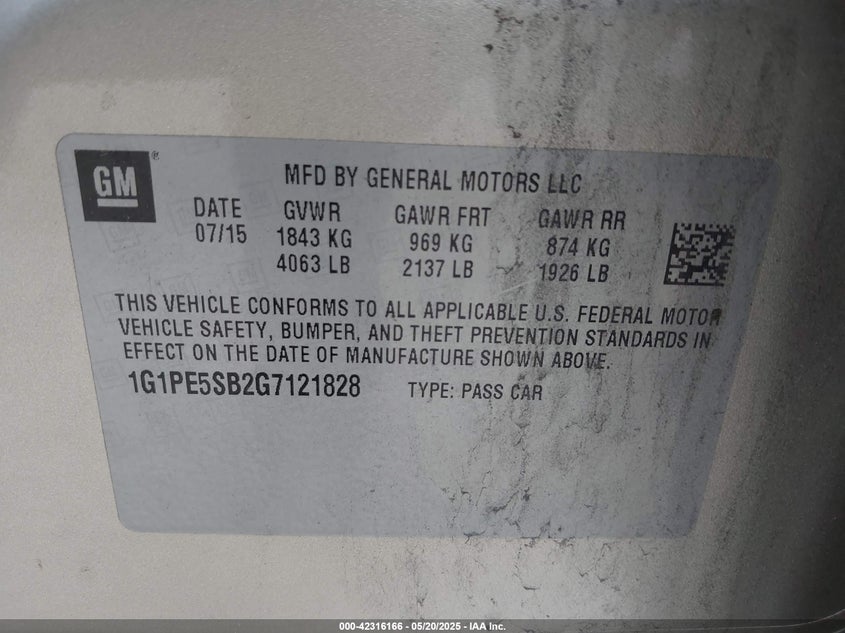 GM®
MFD BY GENERAL MOTORS LLC
DATE GVWR GAWR FRT GAWR RR
07/15 1843 KG 969 KG 874 KG
4063 LB 2137 LB 1926 LB
THIS VEHICLE CONFORMS TO ALL APPLICABLE U.S. FEDERAL MOTOR
VEHICLE SAFETY, BUMPER, AND THEFT PREVENTION STANDARDS IN
EFFECT ON THE DATE OF MANUFACTURE SHOWN ABOVE.
1G1PE5SB2G7121828 TYPE: PASS CAR
000-42316166 — 05/20/2025 — IAA Inc.